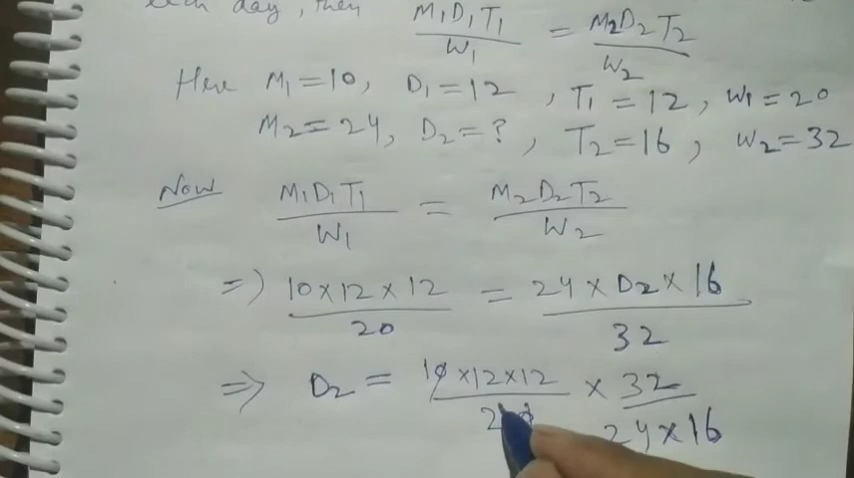 each day, then M1D1T1 / W1 = M2D2T2 / W2
Here M1=10, D1=12, T1=12, W1=20
M2=24, D2=?, T2=16, W2=32
Now M1D1T1 / W1 = M2D2T2 / W2
=) 10×12×12 / 20 = 24×D2×16 / 32
=> D2 = 10×12×12 / 20 × 32 / 24×16